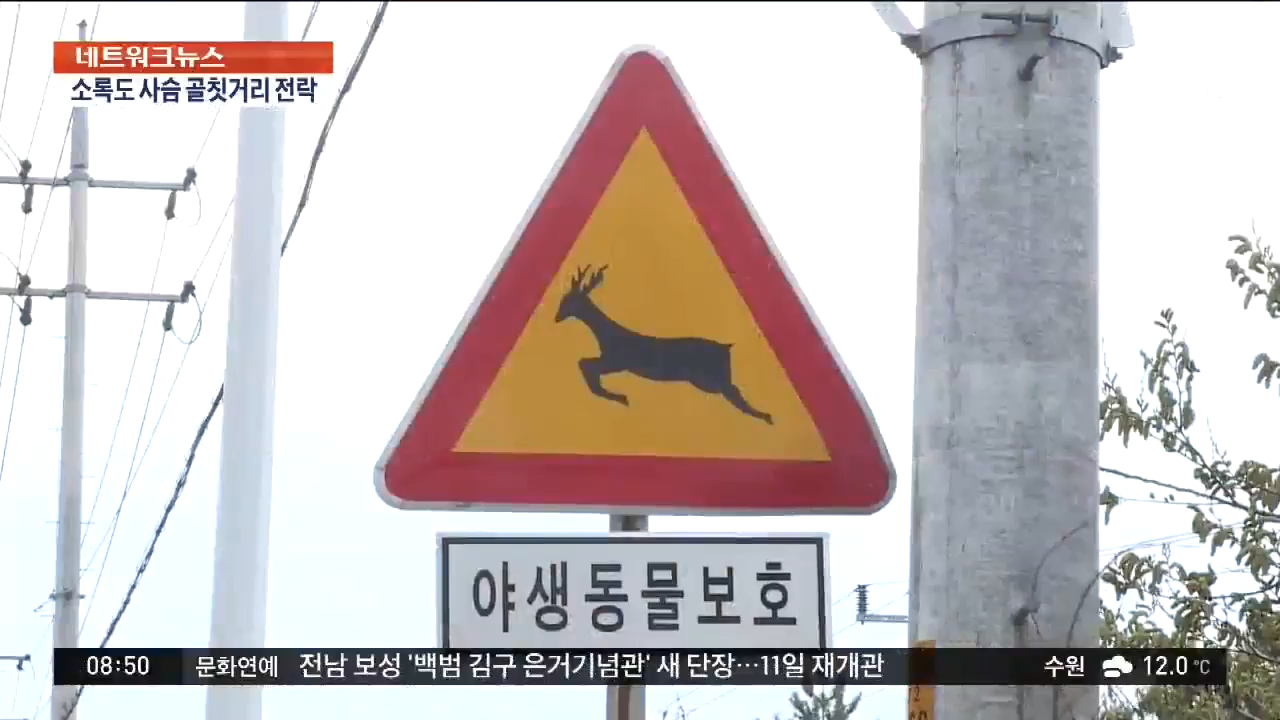 네트워크뉴스
소록도 사슴 골칫거리 전락
야생동물보호
08:50 문화연예 전남 보성 '백범 김구 은거기념관' 새 단장…11일 재개관 수원 12.0℃